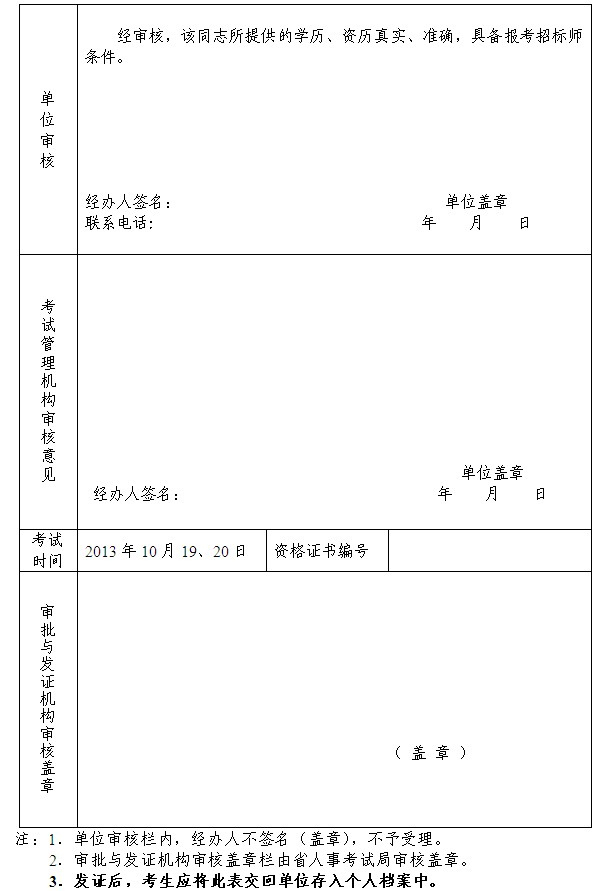 经审核，该同志所提供的学历、资历真实、准确，具备报考招标师
条件。
单位审核
经办人签名：　单位盖章
联系电话：　年　月　日
考试管理机构审核意见
单位盖章
经办人签名：　年　月　日
考试时间　2013 年 10 月 19、20 日　资格证书编号
审批与发证机构审核盖章
（ 盖 章 ）
注：1．单位审核栏内，经办人不签名（盖章），不予受理。
2．审批与发证机构审核盖章栏由省人事考试局审核盖章。
3．发证后，考生应将此表交回单位存入个人档案中。